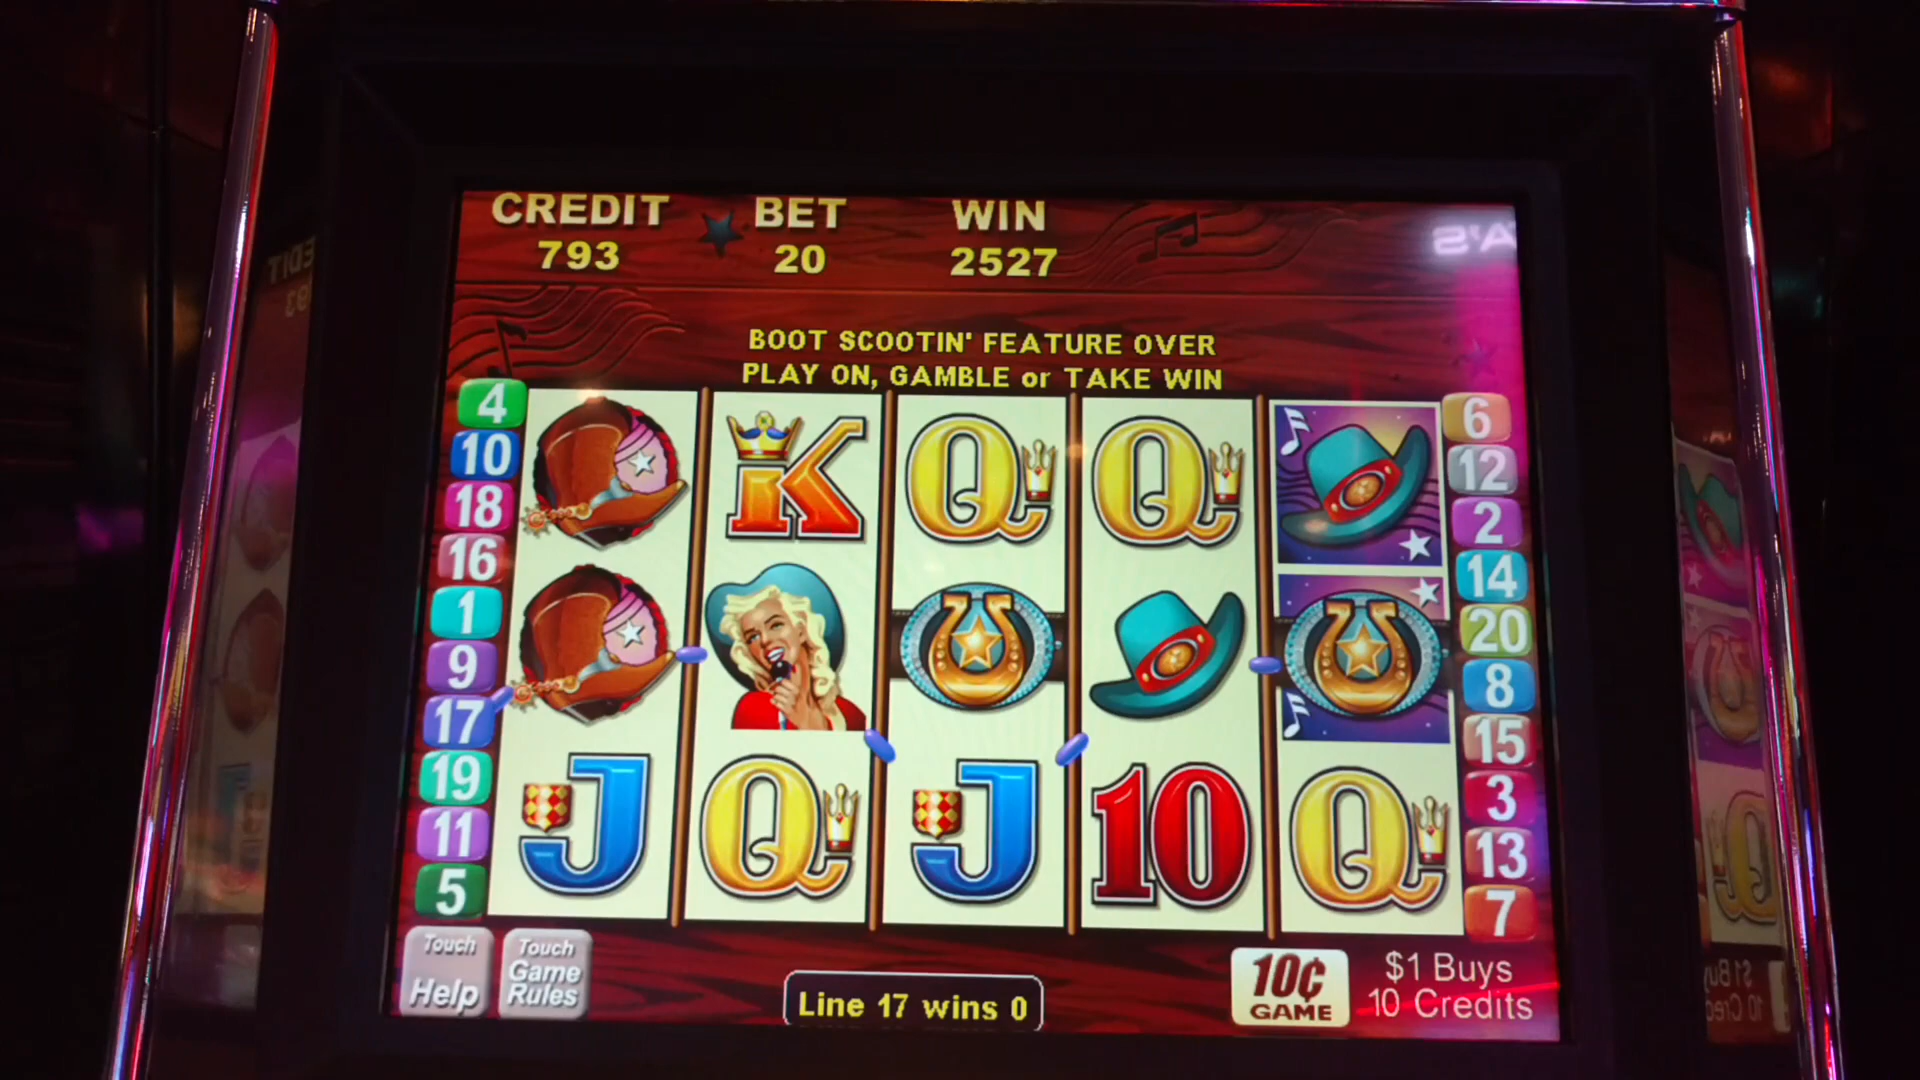 CREDIT BET WIN
793 20 2527
BOOT SCOOTIN' FEATURE OVER
PLAY ON, GAMBLE or TAKE WIN
4
10
18
16
1
9
17
19
11
5
K Q Q
J Q J 10 Q
6
12
2
14
20
8
15
3
13
7
Touch
Help
Touch
Game
Rules
Line 17 wins 0
10¢
GAME
$1 Buys
10 Credits